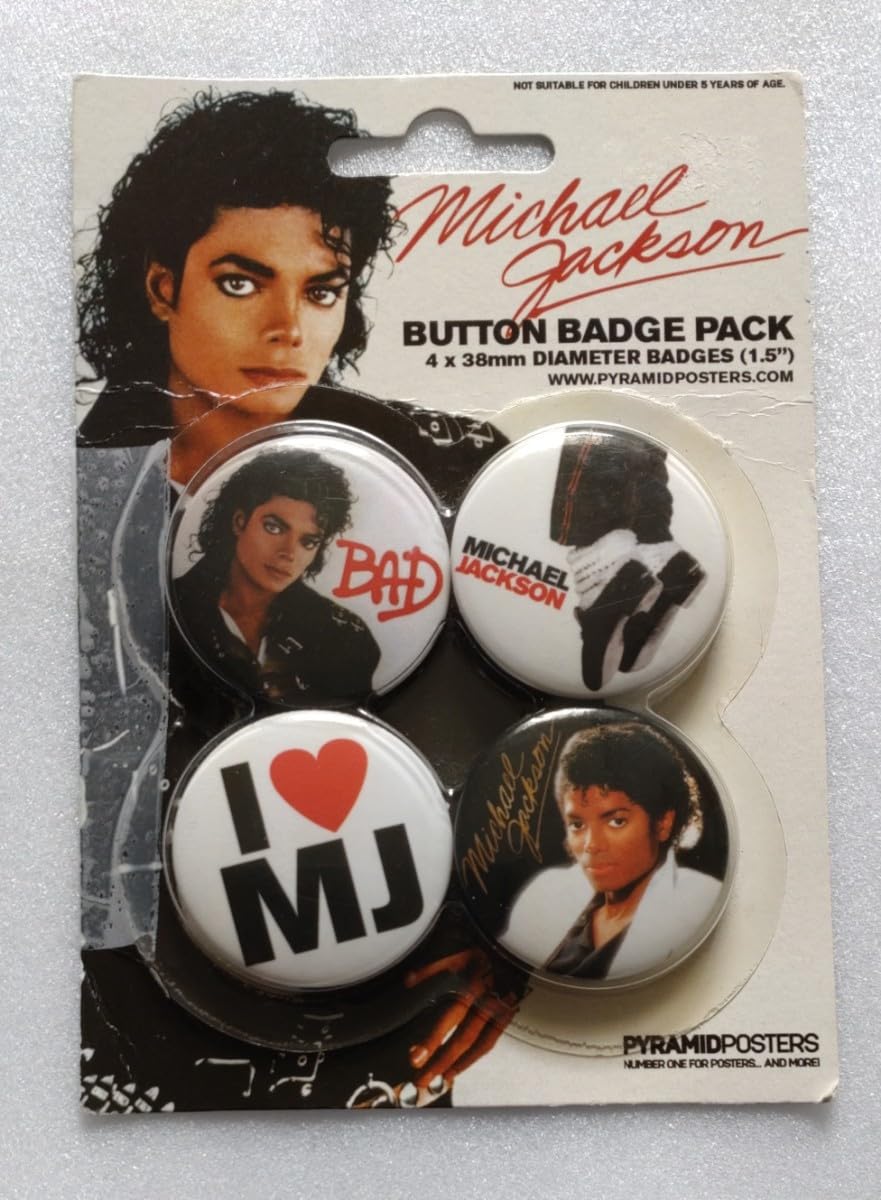 NOT SUITABLE FOR CHILDREN UNDER 5 YEARS OF AGE.
Michael
Jackson
BUTTON BADGE PACK
4 x 38mm DIAMETER BADGES (1.5”)
WWW.PYRAMIDPOSTERS.COM
BAD
MICHAEL
JACKSON
I ♥
MJ
Michael
Jackson
PYRAMIDPOSTERS
NUMBER ONE FOR POSTERS... AND MORE!